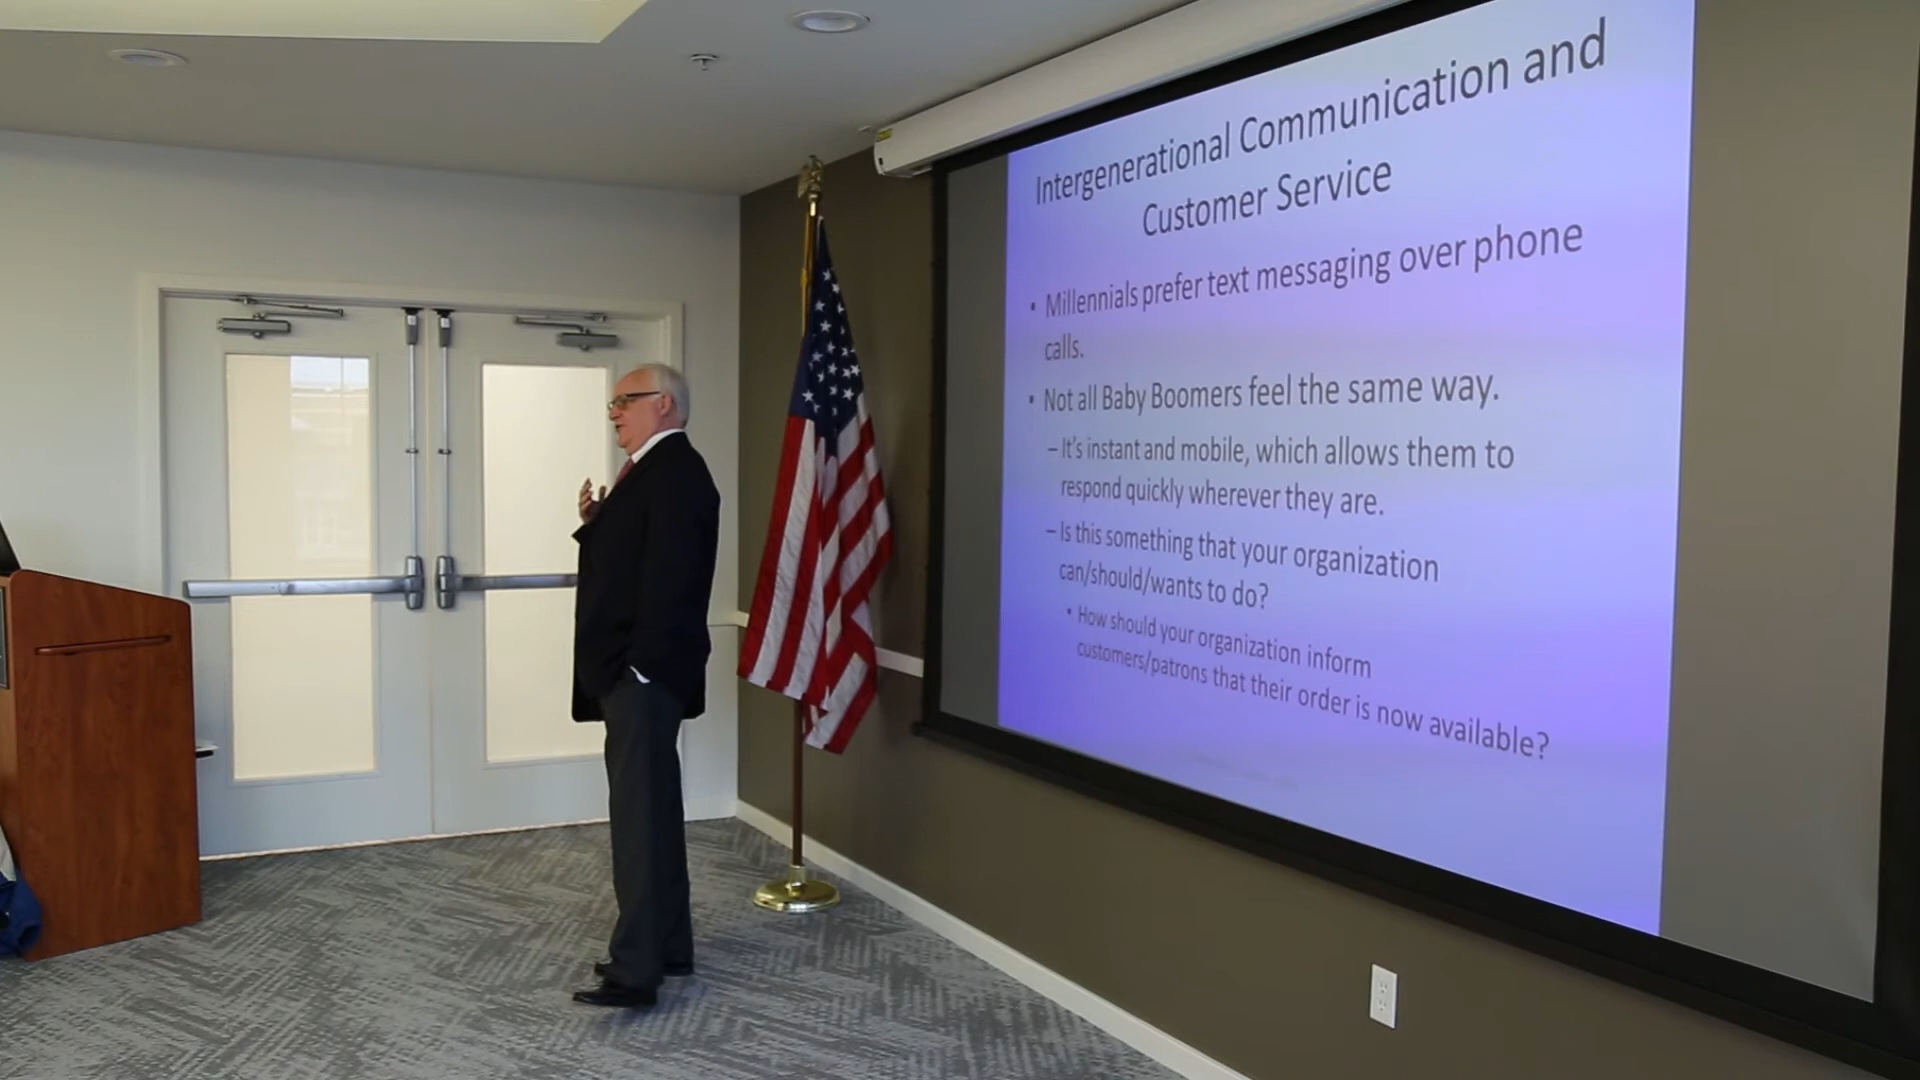 Intergenerational Communication and
Customer Service
• Millennials prefer text messaging over phone
calls.
• Not all Baby Boomers feel the same way.
– It's instant and mobile, which allows them to
respond quickly wherever they are.
– Is this something that your organization
can/should/wants to do?
• How should your organization inform
customers/patrons that their order is now available?